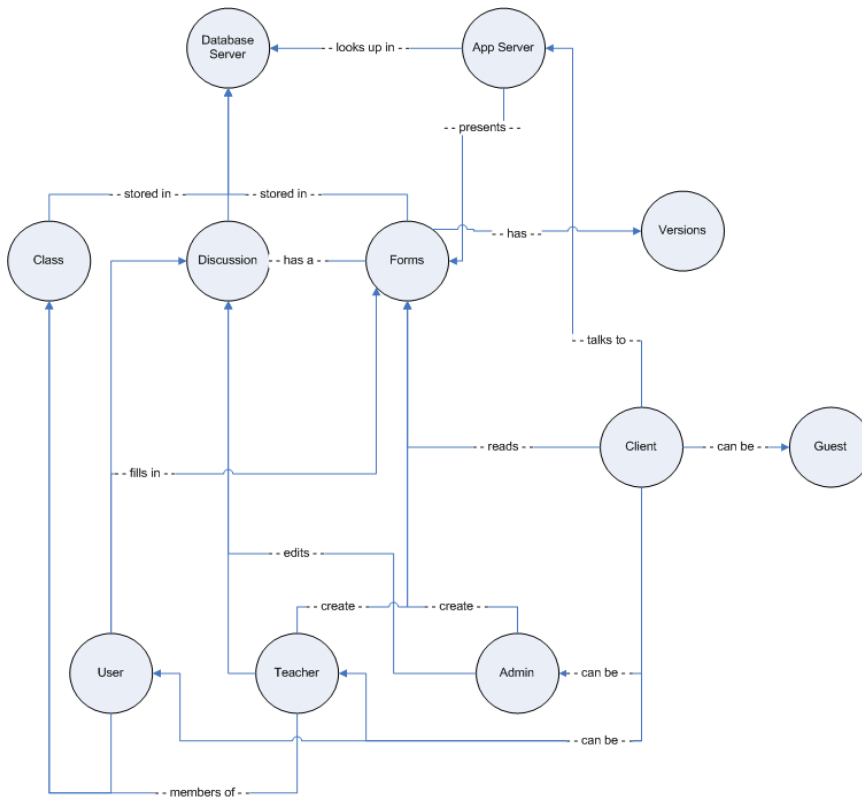 Database
Server
- - looks up in - -
App Server
- - presents - -
- - stored in - -
- - stored in - -
Class
Discussion
- - has a - -
Forms
- - has - -
Versions
- - talks to - -
- - reads - -
Client
- - can be - -
Guest
- - fills in - -
- - edits - -
- - create - -
- - create - -
User
Teacher
Admin
- - can be - -
- - can be - -
- - members of - -